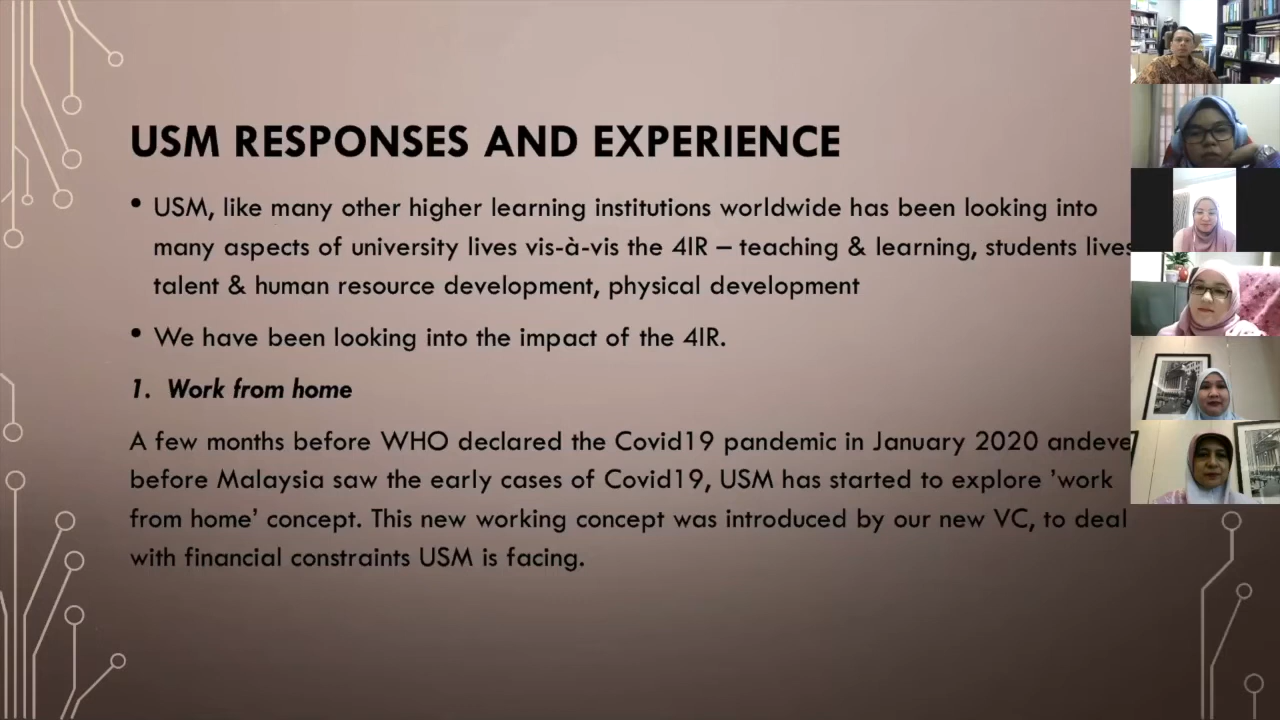 USM RESPONSES AND EXPERIENCE
• USM, like many other higher learning institutions worldwide has been looking into
many aspects of university lives vis-à-vis the 4IR – teaching & learning, students lives
talent & human resource development, physical development
• We have been looking into the impact of the 4IR.
1. Work from home
A few months before WHO declared the Covid19 pandemic in January 2020 andeve
before Malaysia saw the early cases of Covid19, USM has started to explore 'work
from home' concept. This new working concept was introduced by our new VC, to deal
with financial constraints USM is facing.